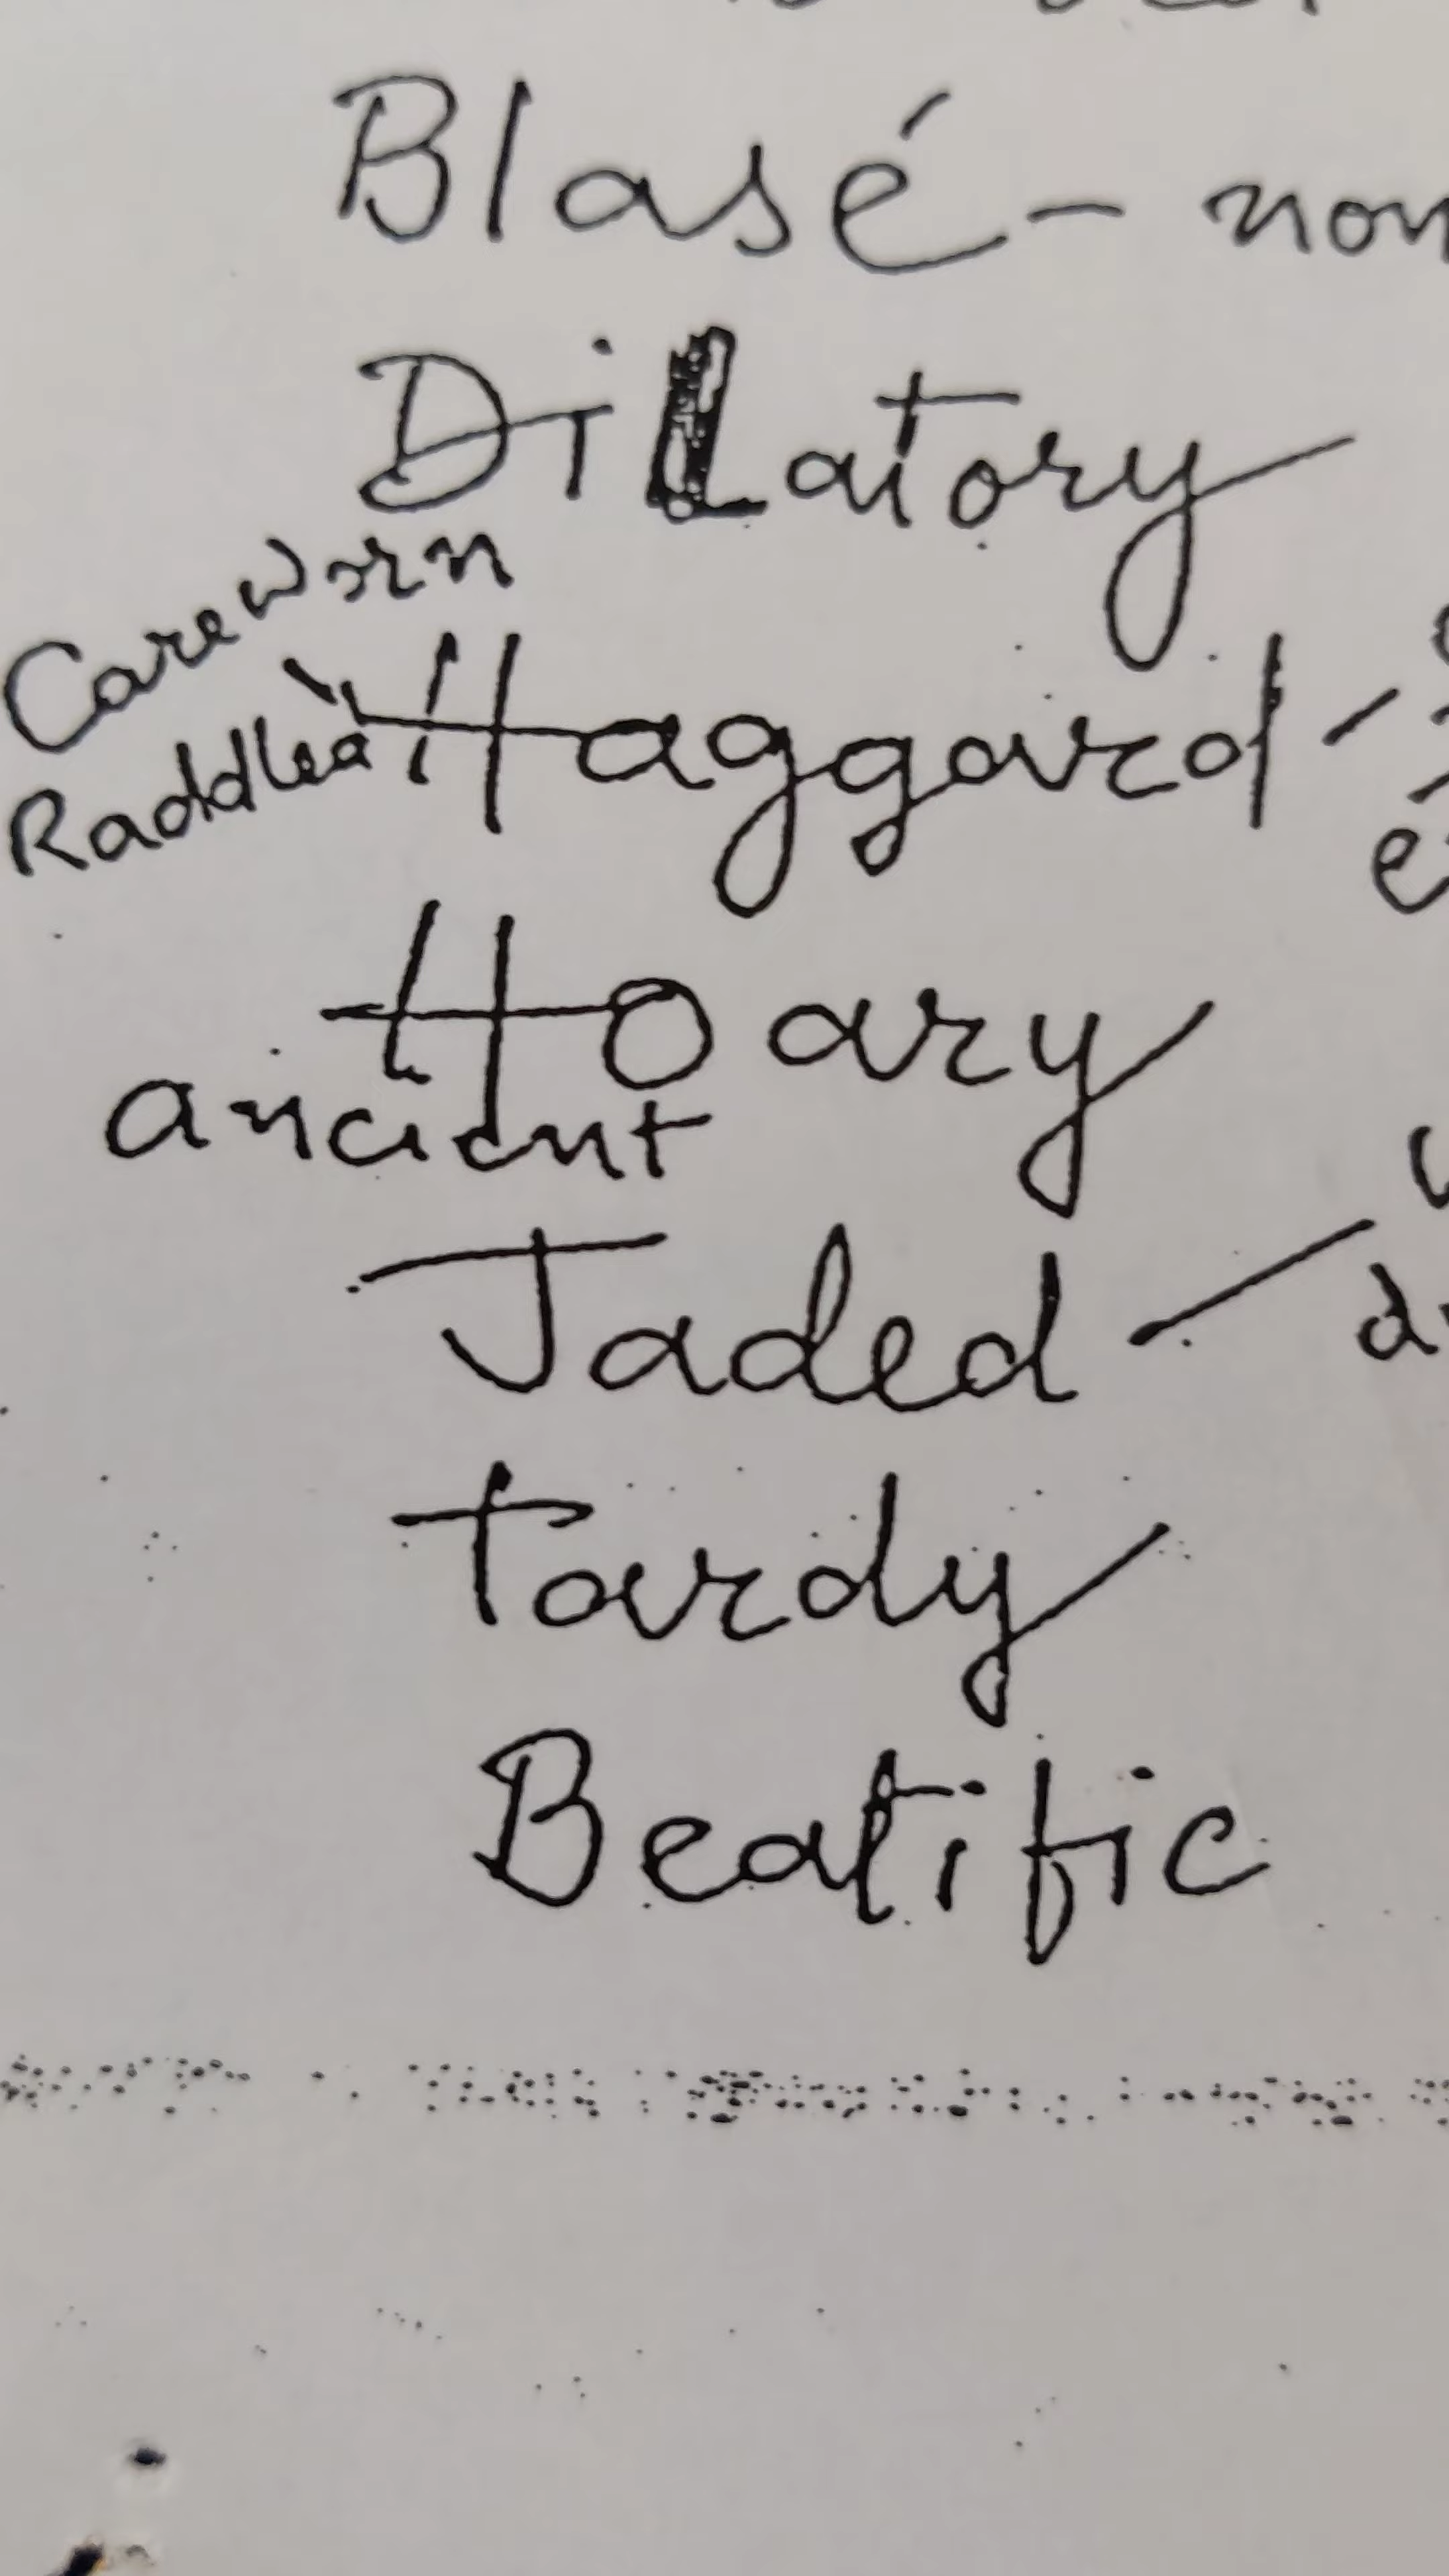 Blasé - non
Dilatory
Careworn
Raddled
Haggard -
Hoary
ancient
Jaded -
Tardy
Beatific